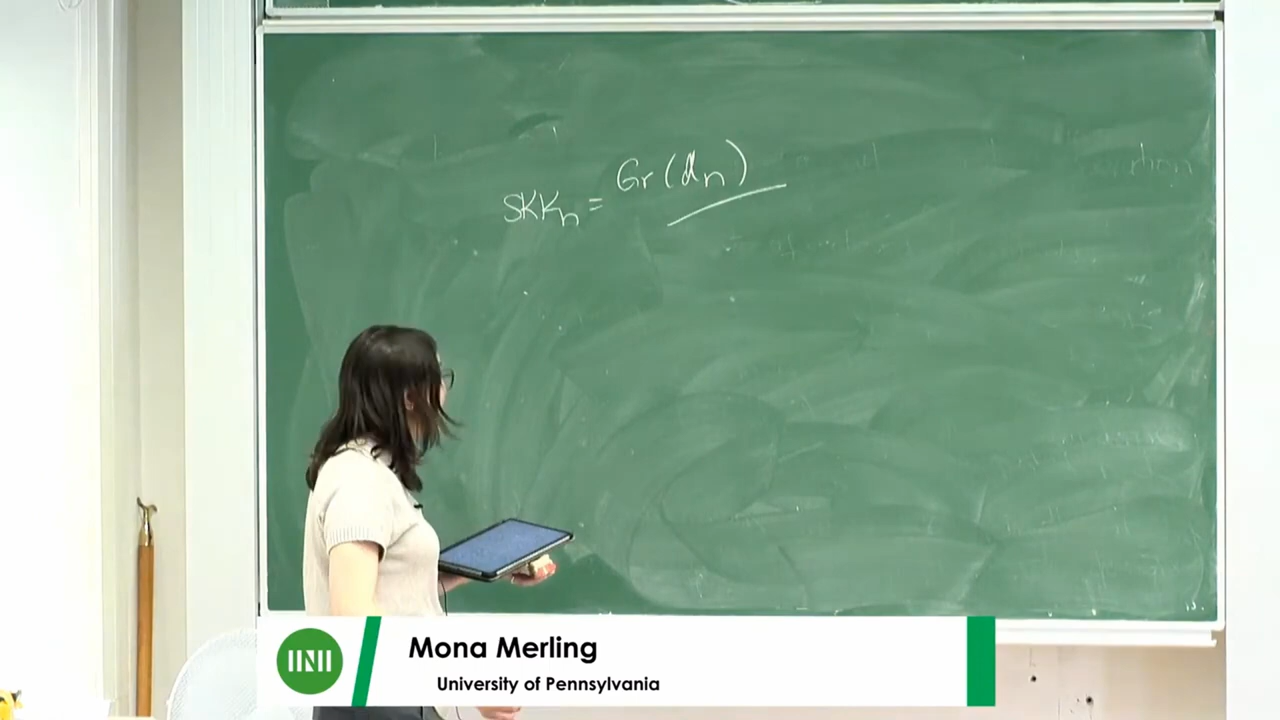 SKKₙ = Gr(dₙ)
Mona Merling
University of Pennsylvania